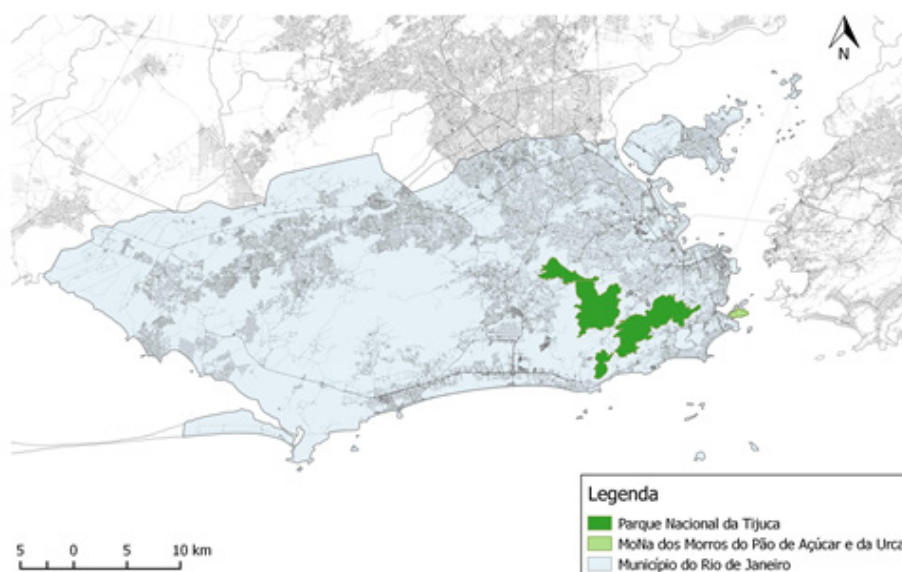 N
Legenda
Parque Nacional da Tijuca
MoNa dos Morros do Pão de Açúcar e da Urca
Município do Rio de Janeiro
5 0 5 10 km